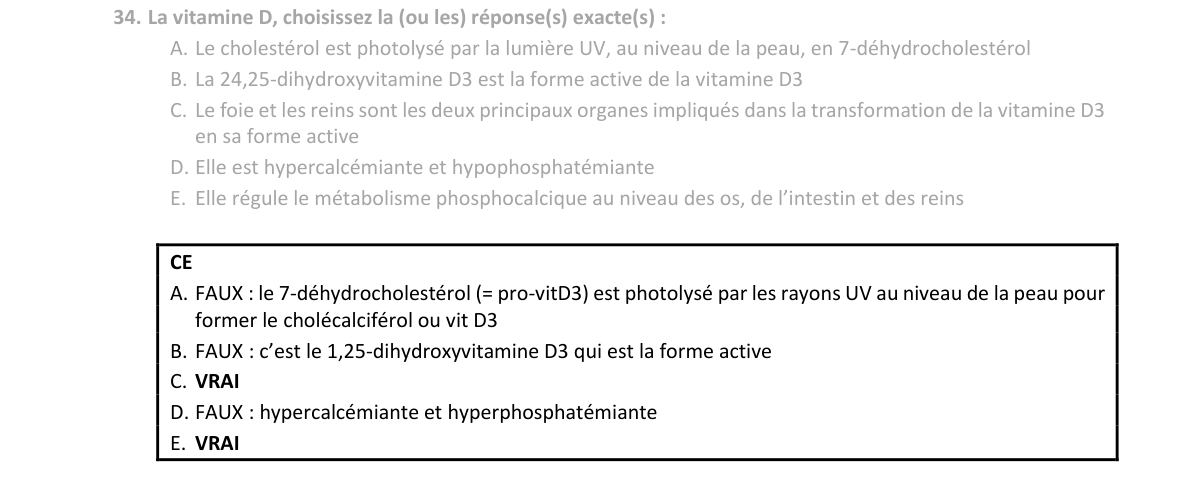 34. La vitamine D, choisissez la (ou les) réponse(s) exacte(s) :
A. Le cholestérol est photolysé par la lumière UV, au niveau de la peau, en 7-déhydrocholestérol
B. La 24,25-dihydroxyvitamine D3 est la forme active de la vitamine D3
C. Le foie et les reins sont les deux principaux organes impliqués dans la transformation de la vitamine D3
en sa forme active
D. Elle est hypercalcémiante et hypophosphatémiante
E. Elle régule le métabolisme phosphocalcique au niveau des os, de l’intestin et des reins
CE
A. FAUX : le 7-déhydrocholestérol (= pro-vitD3) est photolysé par les rayons UV au niveau de la peau pour
former le cholécalciférol ou vit D3
B. FAUX : c’est le 1,25-dihydroxyvitamine D3 qui est la forme active
C. VRAI
D. FAUX : hypercalcémiante et hyperphosphatémiante
E. VRAI